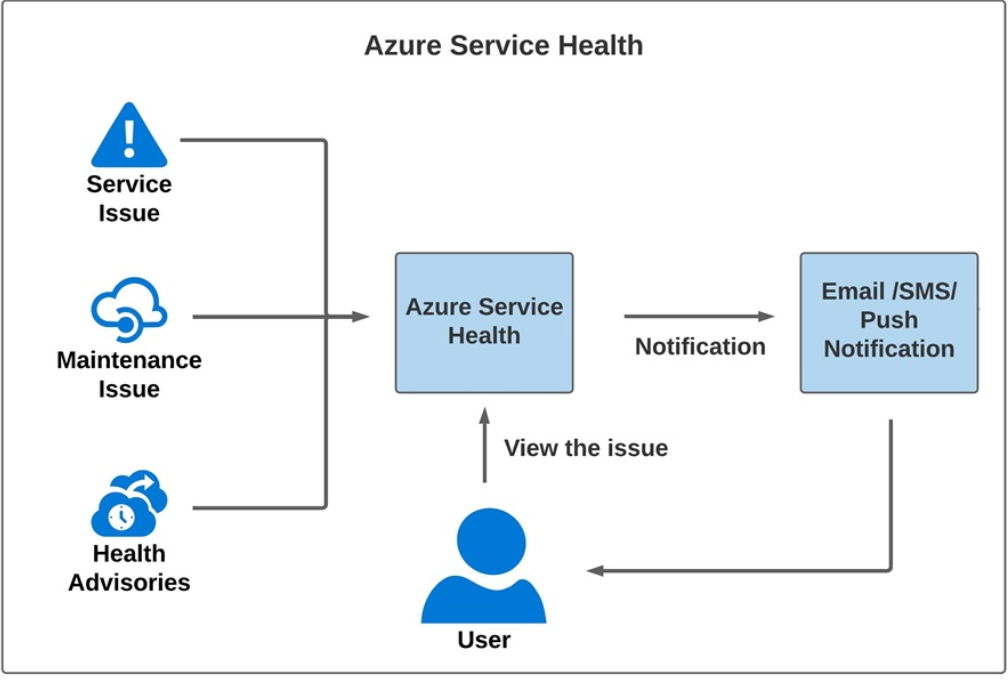 Azure Service Health
Service
Issue
Maintenance
Issue
Health
Advisories
Azure Service
Health
Notification
Email /SMS/
Push
Notification
View the issue
User